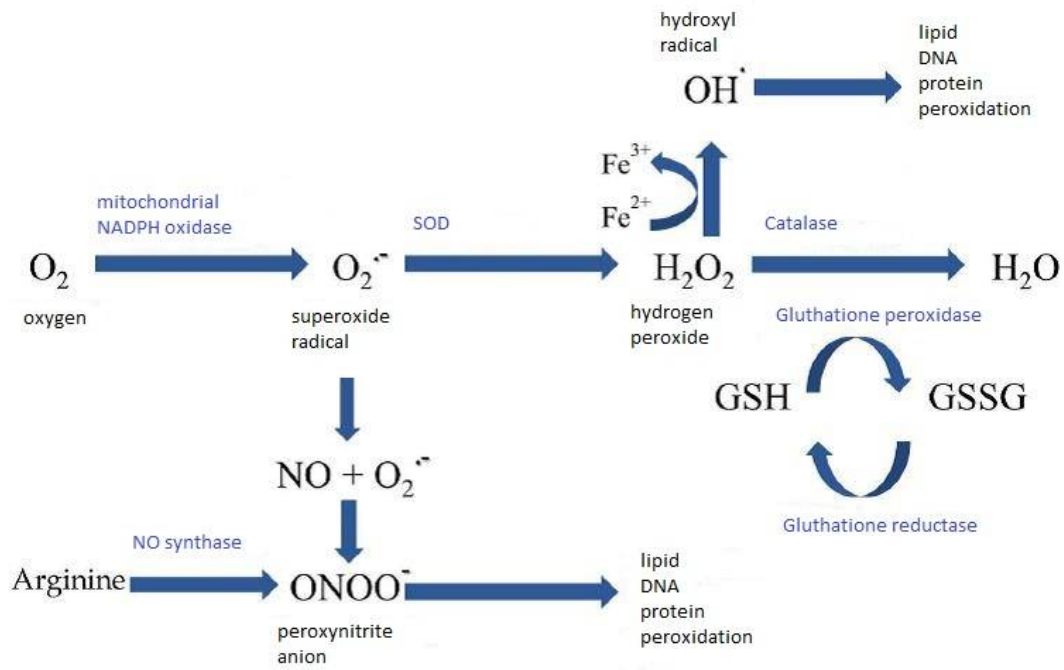 hydroxyl
radical
OH˙
lipid
DNA
protein
peroxidation
Fe³⁺
Fe²⁺
mitochondrial
NADPH oxidase
SOD
Catalase
O₂
O₂˙⁻
H₂O₂
H₂O
oxygen
superoxide
radical
hydrogen
peroxide
Gluthatione peroxidase
GSH
GSSG
NO + O₂˙⁻
Gluthatione reductase
NO synthase
Arginine
ONOO⁻
peroxynitrite
anion
lipid
DNA
protein
peroxidation